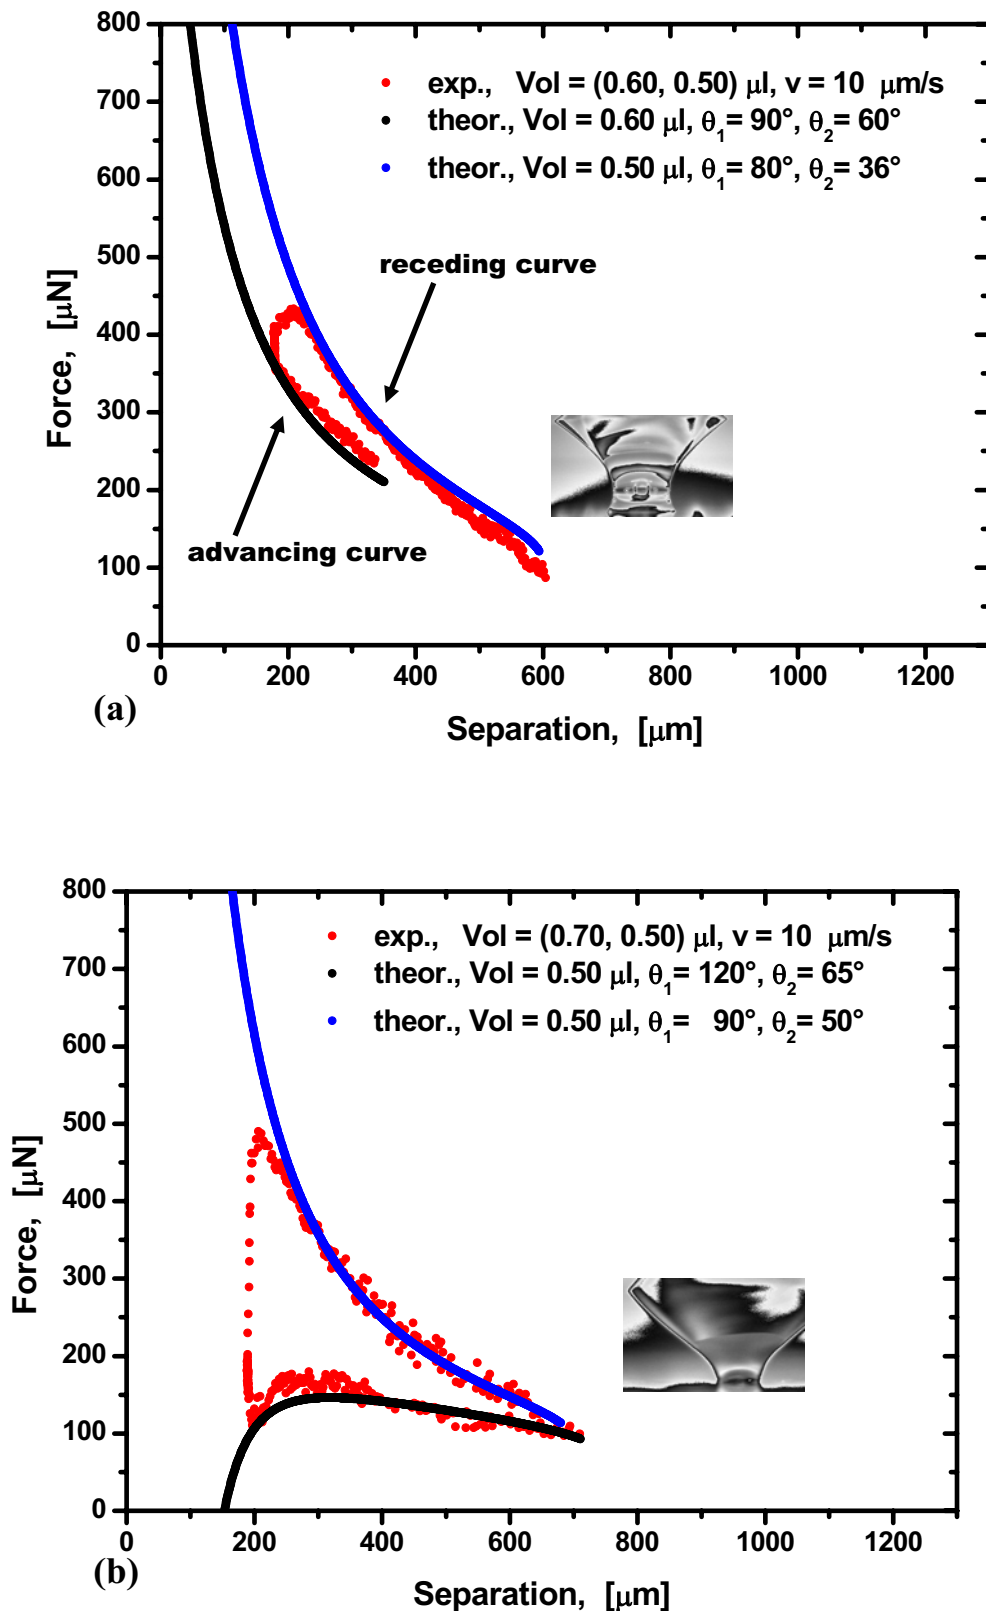 800
700
600
500
400
300
200
100
0
Force, [μN]
exp., Vol = (0.60, 0.50) μl, v = 10 μm/s
theor., Vol = 0.60 μl, θ1= 90°, θ2= 60°
theor., Vol = 0.50 μl, θ1= 80°, θ2= 36°
receding curve
advancing curve
0 200 400 600 800 1000 1200
(a)
Separation, [μm]
800
700
600
500
400
300
200
100
0
Force, [μN]
exp., Vol = (0.70, 0.50) μl, v = 10 μm/s
theor., Vol = 0.50 μl, θ1= 120°, θ2= 65°
theor., Vol = 0.50 μl, θ1= 90°, θ2= 50°
0 200 400 600 800 1000 1200
(b)
Separation, [μm]